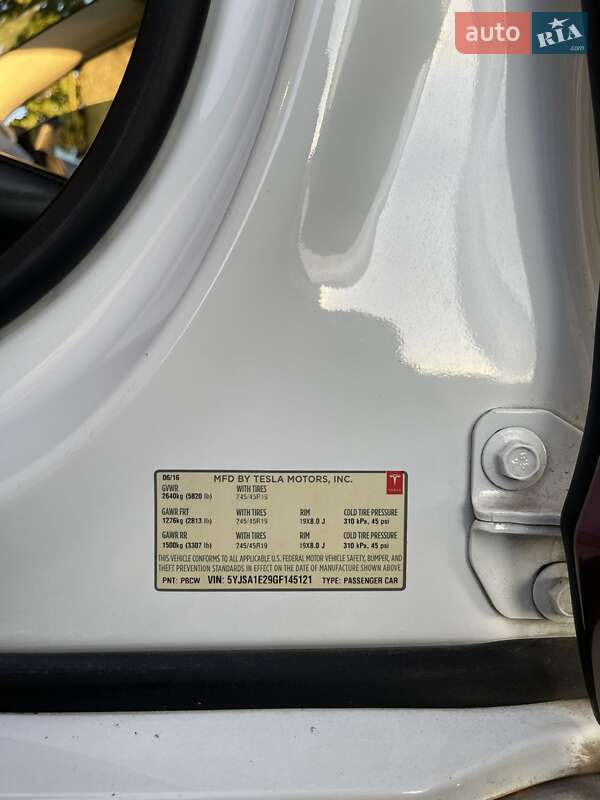 auto RIA .com
06/16 MFD BY TESLA MOTORS, INC.
GVWR WITH TIRES
2640kg (5820 lb) 245/45R19
TESLA
GAWR FRT WITH TIRES RIM COLD TIRE PRESSURE
1276kg (2813 lb) 245/45R19 19X8.0 J 310 kPa, 45 psi
GAWR RR WITH TIRES RIM COLD TIRE PRESSURE
1500kg (3307 lb) 245/45R19 19X8.0 J 310 kPa, 45 psi
THIS VEHICLE CONFORMS TO ALL APPLICABLE U.S. FEDERAL MOTOR VEHICLE SAFETY, BUMPER, AND
THEFT PREVENTION STANDARDS IN EFFECT ON THE DATE OF MANUFACTURE SHOWN ABOVE.
PNT: PBCW VIN: 5YJSA1E29GF145121 TYPE: PASSENGER CAR